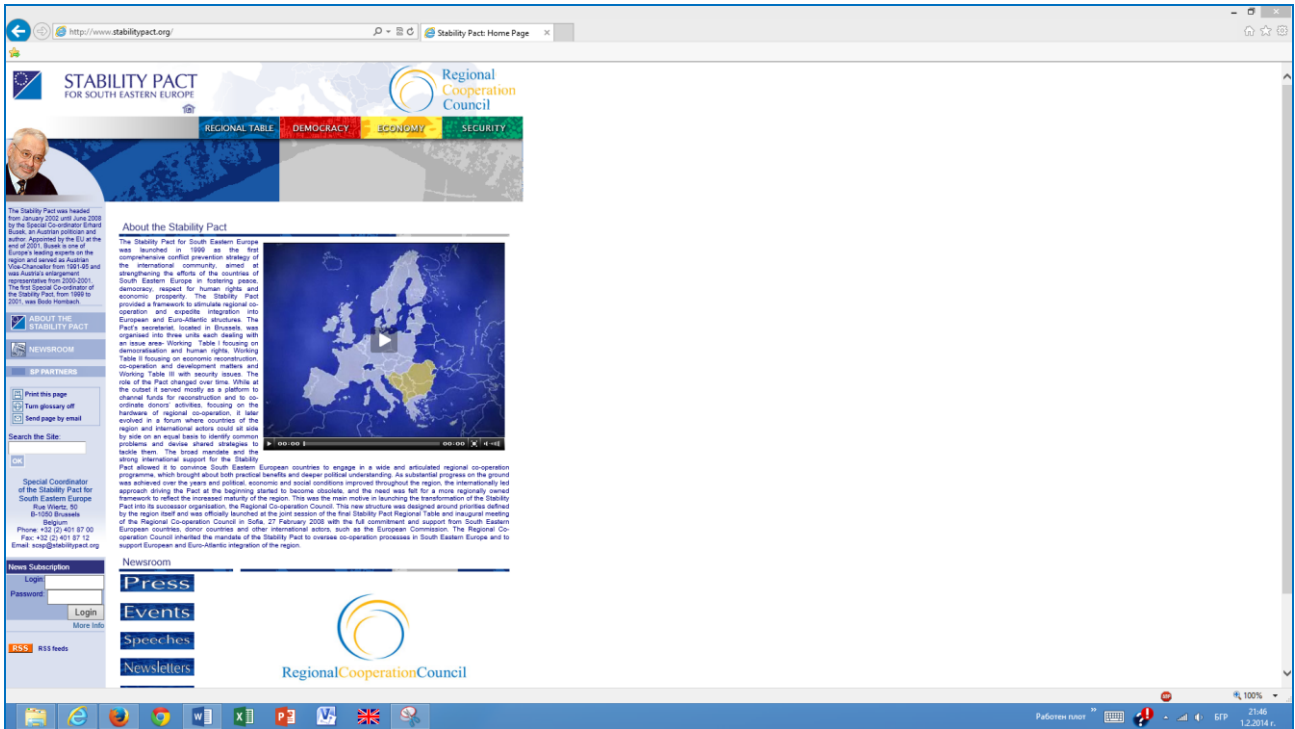 http://www.stabilitypact.org/
Stability Pact: Home Page
STABILITY PACT
FOR SOUTH EASTERN EUROPE
Regional
Cooperation
Council
REGIONAL TABLE
DEMOCRACY
ECONOMY
SECURITY
The Stability Pact was headed
from January 2002 until June 2008
by the Special Co-ordinator Erhard
Busek, an Austrian politician and
author. Appointed by the EU at the
end of 2001, Busek is one of
Europe's leading experts on the
region and served as Austrian
Vice-Chancellor from 1991-95 and
was Austria's enlargement
representative from 2000-2001.
The first Special Co-ordinator of
the Stability Pact, from 1999 to
2001, was Bodo Hombach.
ABOUT THE
STABILITY PACT
NEWSROOM
SP PARTNERS
Print this page
Turn glossary off
Send page by email
Search the Site:
OK
Special Coordinator
of the Stability Pact for
South Eastern Europe
Rue Wiertz, 50
B-1050 Brussels
Belgium
Phone: +32 (2) 401 87 00
Fax: +32 (2) 401 87 12
Email: scsp@stabilitypact.org
News Subscription
Login:
Password:
Login
More Info
RSS RSS feeds
About the Stability Pact
The Stability Pact for South Eastern Europe
was launched in 1999 as the first
comprehensive conflict prevention strategy of
the international community, aimed at
strengthening the efforts of the countries of
South Eastern Europe in fostering peace,
democracy, respect for human rights and
economic prosperity. The Stability Pact
provided a framework to stimulate regional co-
operation and expedite integration into
European and Euro-Atlantic structures. The
Pact's secretariat, located in Brussels, was
organised into three units each dealing with
an issue area- Working Table I focusing on
democratisation and human rights, Working
Table II focusing on economic reconstruction,
co-operation and development matters and
Working Table III with security issues. The
role of the Pact changed over time. While at
the outset it served mostly as a platform to
channel funds for reconstruction and to co-
ordinate donors' activities, focusing on the
hardware of regional co-operation, it later
evolved in a forum where countries of the
region and international actors could sit side
by side on an equal basis to identify common
problems and devise shared strategies to
tackle them. The broad mandate and the
strong international support for the Stability
Pact allowed it to convince South Eastern European countries to engage in a wide and articulated regional co-operation
programme, which brought about both practical benefits and deeper political understanding. As substantial progress on the ground
was achieved over the years and political, economic and social conditions improved throughout the region, the internationally led
approach driving the Pact at the beginning started to become obsolete, and the need was felt for a more regionally owned
framework to reflect the increased maturity of the region. This was the main motive in launching the transformation of the Stability
Pact into its successor organisation, the Regional Co-operation Council. This new structure was designed around priorities defined
by the region itself and was officially launched at the joint session of the final Stability Pact Regional Table and inaugural meeting
of the Regional Co-operation Council in Sofia, 27 February 2008 with the full commitment and support from South Eastern
European countries, donor countries and other international actors, such as the European Commission. The Regional Co-
operation Council inherited the mandate of the Stability Pact to oversee co-operation processes in South Eastern Europe and to
support European and Euro-Atlantic integration of the region.
00:00
00:00
Newsroom
Press
Events
Speeches
Newsletters
RegionalCooperationCouncil
100%
Работен плот
БГР
21:46
1.2.2014 г.